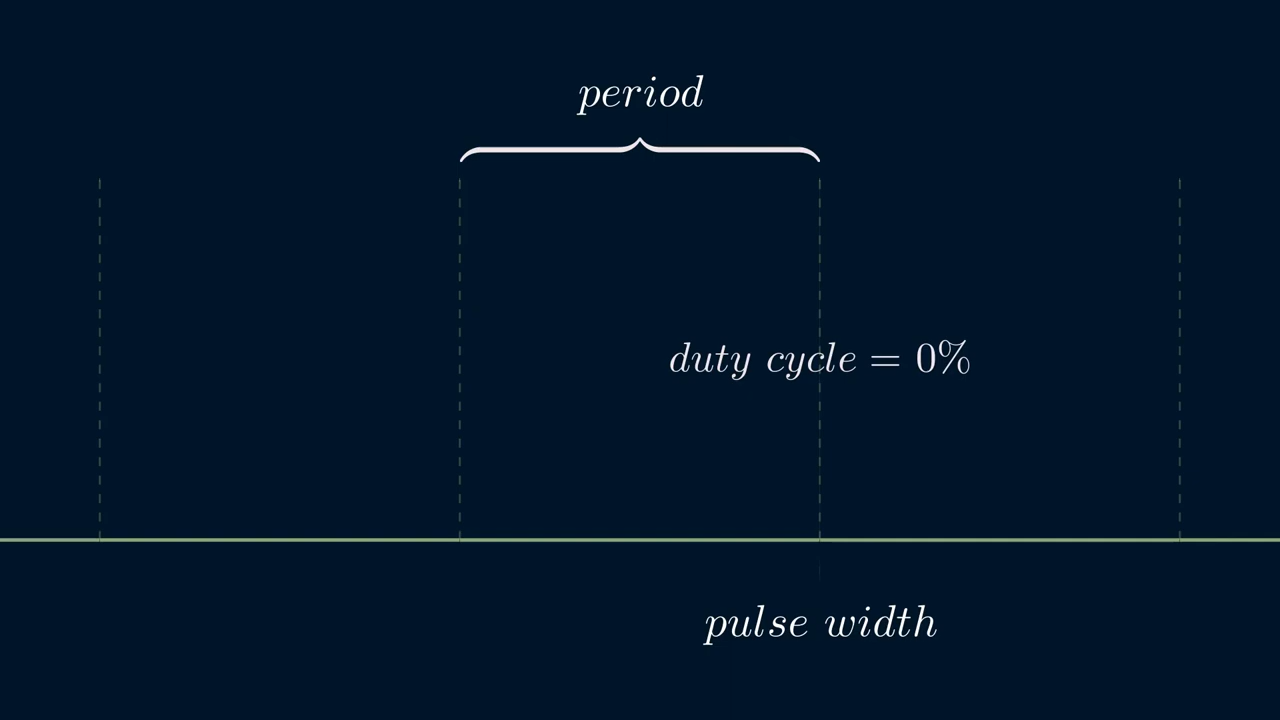 period
duty cycle = 0%
pulse width